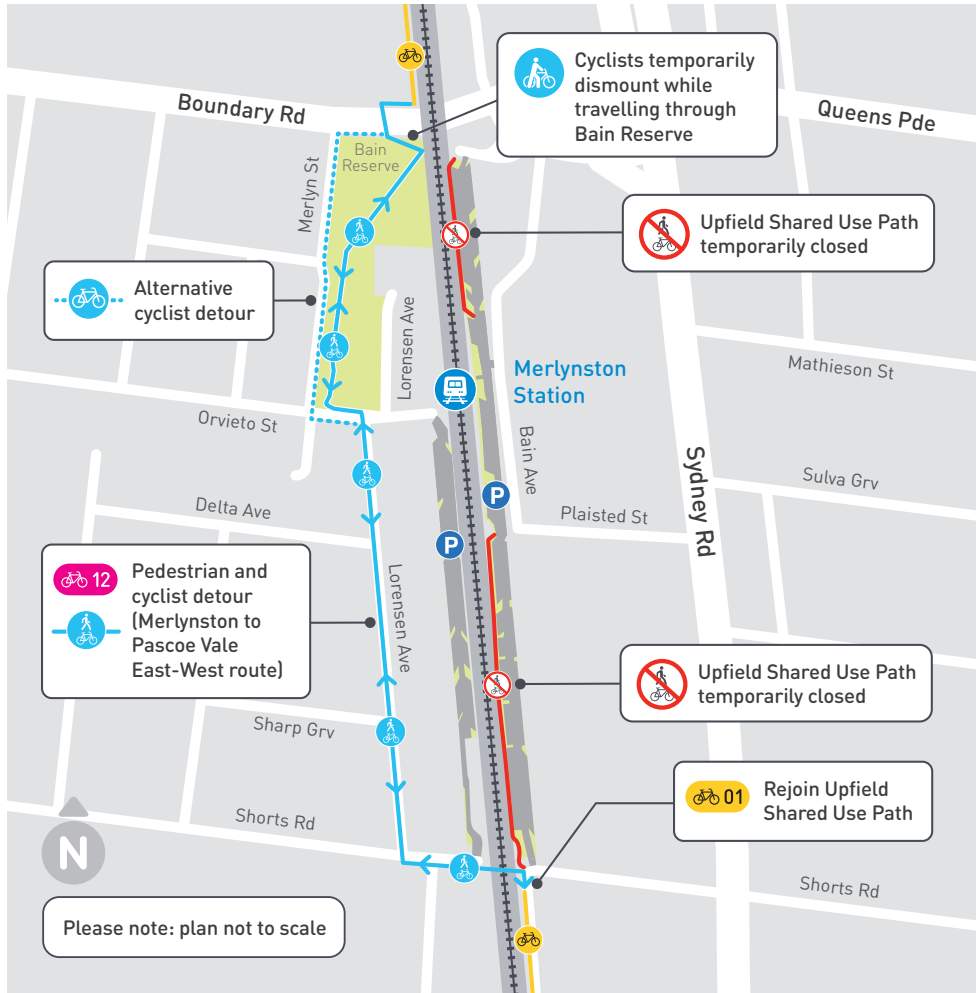 Cyclists temporarily
dismount while
travelling through
Bain Reserve
Boundary Rd
Queens Pde
Bain
Reserve
Merlyn St
Upfield Shared Use Path
temporarily closed
Alternative
cyclist detour
Lorensen Ave
Merlynston
Station
Mathieson St
Orvieto St
Bain Ave
Sydney Rd
Sulva Grv
P
Delta Ave
Plaisted St
P
12
Pedestrian and
cyclist detour
(Merlynston to
Pascoe Vale
East-West route)
Lorensen Ave
Upfield Shared Use Path
temporarily closed
Sharp Grv
01
Rejoin Upfield
Shared Use Path
Shorts Rd
N
Shorts Rd
Please note: plan not to scale